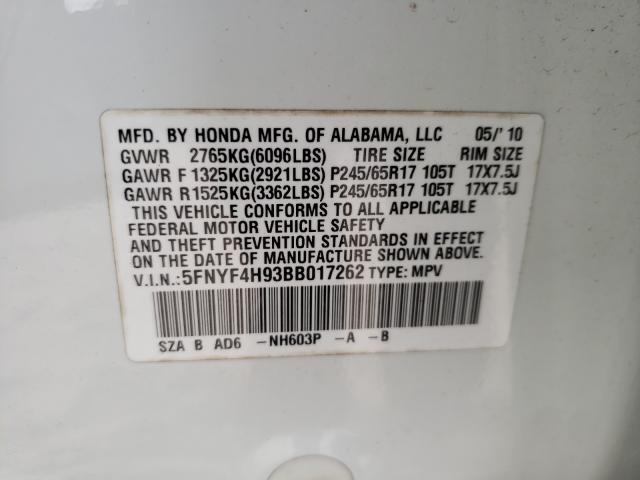 MFD. BY HONDA MFG. OF ALABAMA, LLC 05/'10
GVWR 2765KG(6096LBS) TIRE SIZE RIM SIZE
GAWR F 1325KG(2921LBS) P245/65R17 105T 17X7.5J
GAWR R1525KG(3362LBS) P245/65R17 105T 17X7.5J
THIS VEHICLE CONFORMS TO ALL APPLICABLE
FEDERAL MOTOR VEHICLE SAFETY
AND THEFT PREVENTION STANDARDS IN EFFECT
ON THE DATE OF MANUFACTURE SHOWN ABOVE.
V.I.N.:5FNYF4H93BB017262 TYPE: MPV
SZA B AD6 -NH603P -A -B